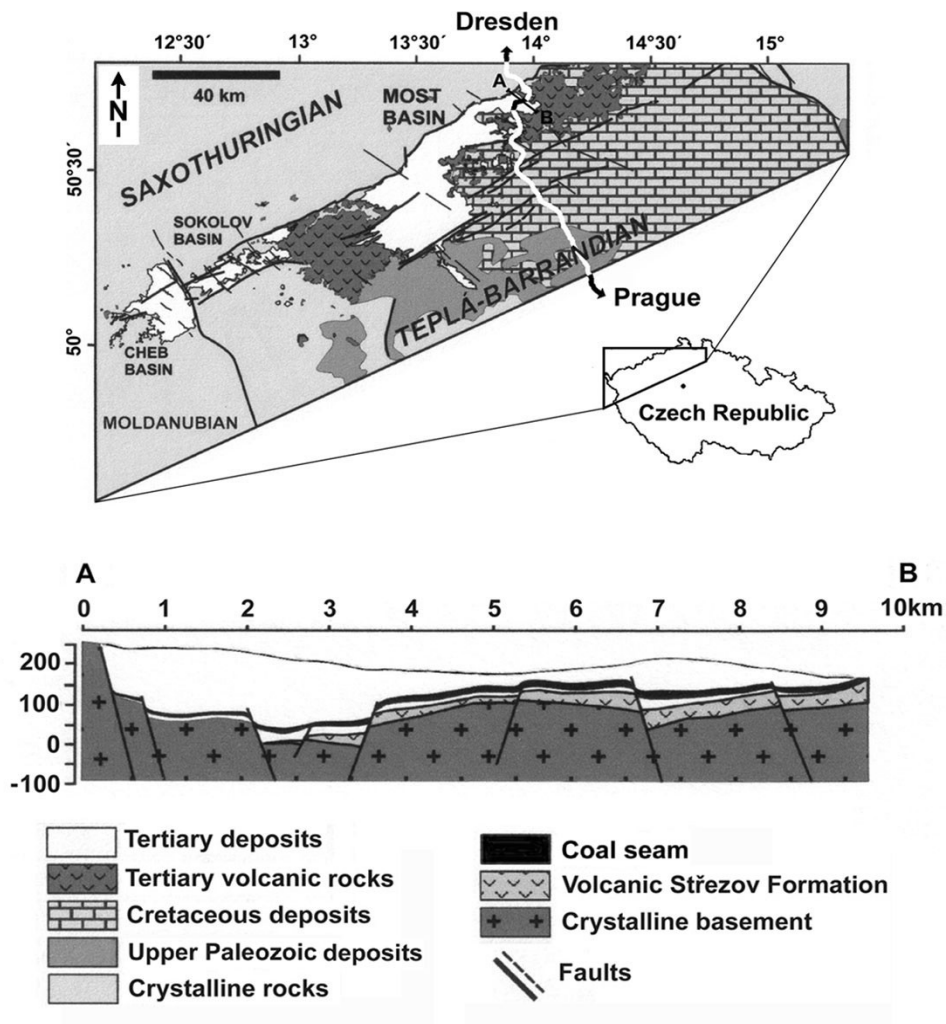 Dresden
12°30´
13°
13°30´
14°
14°30´
15°
N
40 km
A
B
MOST
BASIN
SAXOTHURINGIAN
50°30´
SOKOLOV
BASIN
TEPLÁ-BARRANDIAN
Prague
50°
CHEB
BASIN
MOLDANUBIAN
Czech Republic
A
B
0 1 2 3 4 5 6 7 8 9 10km
200
100
0
-100
Tertiary deposits
Tertiary volcanic rocks
Cretaceous deposits
Upper Paleozoic deposits
Crystalline rocks
Coal seam
Volcanic Střezov Formation
Crystalline basement
Faults